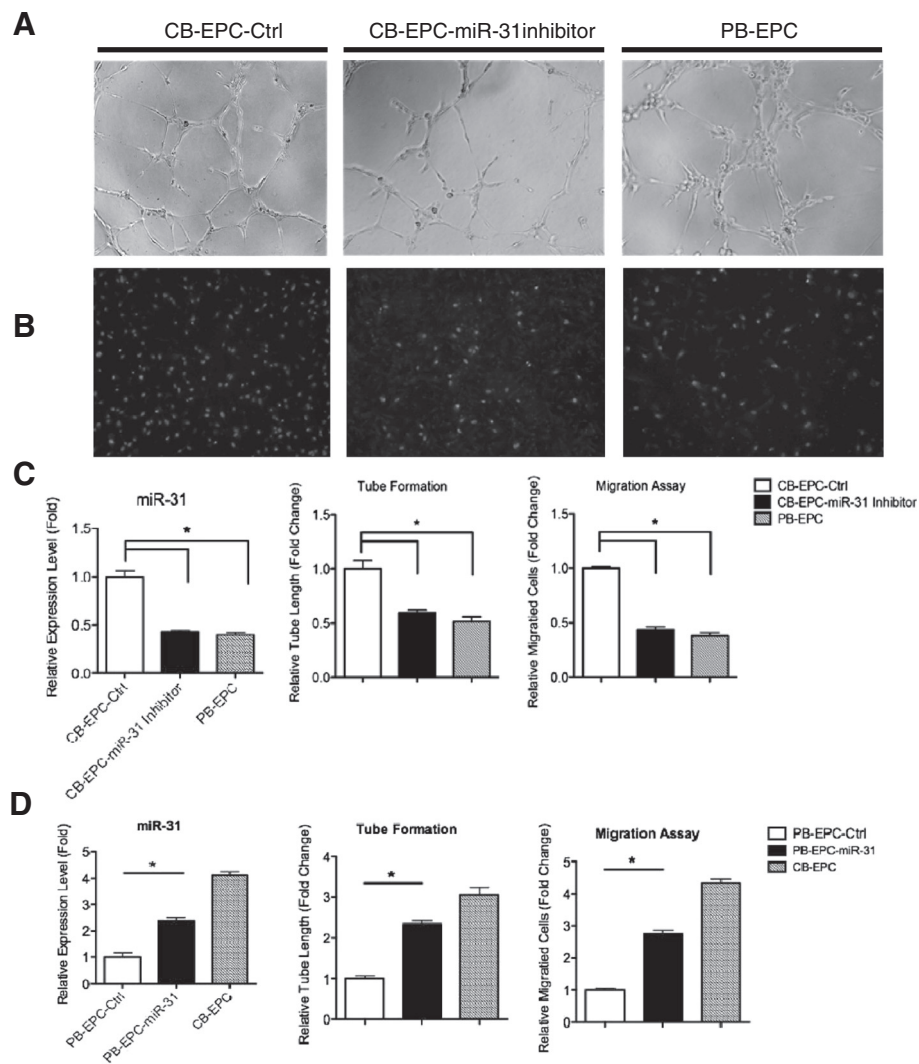 A
CB-EPC-Ctrl
CB-EPC-miR-31inhibitor
PB-EPC
B
C
miR-31
Relative Expression Level (Fold)
1.5
1.0
0.5
0.0
*
CB-EPC-Ctrl
CB-EPC-miR-31 Inhibitor
PB-EPC
Tube Formation
Relative Tube Length (Fold Change)
1.5
1.0
0.5
0.0
*
Migration Assay
Relative Migratied Cells (Fold Change)
1.5
1.0
0.5
0.0
*
CB-EPC-Ctrl
CB-EPC-miR-31 Inhibitor
PB-EPC
D
miR-31
Relative Expression Level (Fold)
5
4
3
2
1
0
*
PB-EPC-Ctrl
PB-EPC-miR-31
CB-EPC
Tube Formation
Relative Tube Length (Fold Change)
4
3
2
1
0
*
Migration Assay
Relative Migratied Cells (Fold Change)
5
4
3
2
1
0
*
PB-EPC-Ctrl
PB-EPC-miR-31
CB-EPC